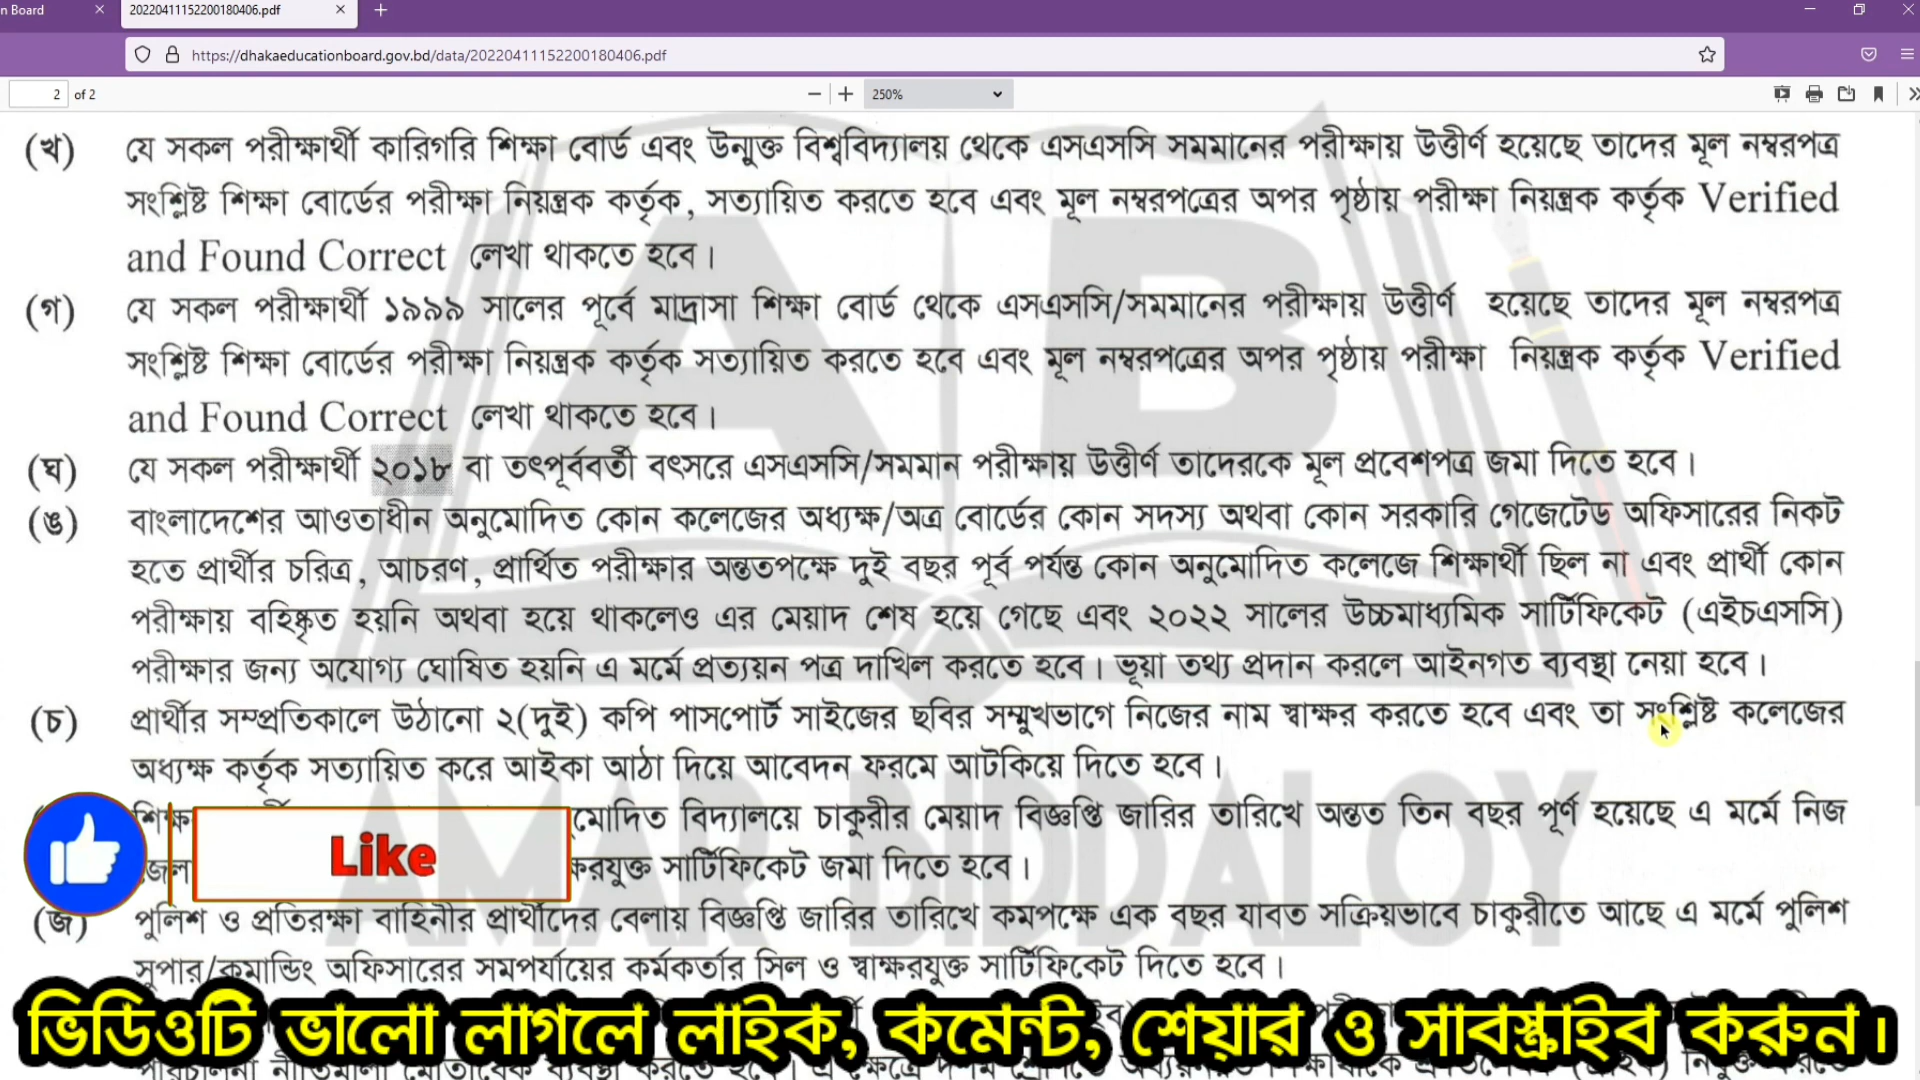 n Board
20220411152200180406.pdf
https://dhakaeducationboard.gov.bd/data/20220411152200180406.pdf
2 of 2
250%
(খ) যে সকল পরীক্ষার্থী কারিগরি শিক্ষা বোর্ড এবং উন্মুক্ত বিশ্ববিদ্যালয় থেকে এসএসসি সমমানের পরীক্ষায় উত্তীর্ণ হয়েছে তাদের মূল নম্বরপত্র
সংশ্লিষ্ট শিক্ষা বোর্ডের পরীক্ষা নিয়ন্ত্রক কর্তৃক, সত্যায়িত করতে হবে এবং মূল নম্বরপত্রের অপর পৃষ্ঠায় পরীক্ষা নিয়ন্ত্রক কর্তৃক Verified
and Found Correct লেখা থাকতে হবে।
(গ) যে সকল পরীক্ষার্থী ১৯৯৯ সালের পূর্বে মাদ্রাসা শিক্ষা বোর্ড থেকে এসএসসি/সমমানের পরীক্ষায় উত্তীর্ণ হয়েছে তাদের মূল নম্বরপত্র
সংশ্লিষ্ট শিক্ষা বোর্ডের পরীক্ষা নিয়ন্ত্রক কর্তৃক সত্যায়িত করতে হবে এবং মূল নম্বরপত্রের অপর পৃষ্ঠায় পরীক্ষা নিয়ন্ত্রক কর্তৃক Verified
and Found Correct লেখা থাকতে হবে।
(ঘ) যে সকল পরীক্ষার্থী ২০১৮ বা তৎপূর্ববর্তী বৎসরে এসএসসি/সমমান পরীক্ষায় উত্তীর্ণ তাদেরকে মূল প্রবেশপত্র জমা দিতে হবে।
(ঙ) বাংলাদেশের আওতাধীন অনুমোদিত কোন কলেজের অধ্যক্ষ/অত্র বোর্ডের কোন সদস্য অথবা কোন সরকারি গেজেটেড অফিসারের নিকট
হতে প্রার্থীর চরিত্র, আচরণ, প্রার্থিত পরীক্ষার অন্ততপক্ষে দুই বছর পূর্ব পর্যন্ত কোন অনুমোদিত কলেজে শিক্ষার্থী ছিল না এবং প্রার্থী কোন
পরীক্ষায় বহিষ্কৃত হয়নি অথবা হয়ে থাকলেও এর মেয়াদ শেষ হয়ে গেছে এবং ২০২২ সালের উচ্চমাধ্যমিক সার্টিফিকেট (এইচএসসি)
পরীক্ষার জন্য অযোগ্য ঘোষিত হয়নি এ মর্মে প্রত্যয়ন পত্র দাখিল করতে হবে। ভূয়া তথ্য প্রদান করলে আইনগত ব্যবস্থা নেয়া হবে।
(চ) প্রার্থীর সম্প্রতিকালে উঠানো ২(দুই) কপি পাসপোর্ট সাইজের ছবির সম্মুখভাগে নিজের নাম স্বাক্ষর করতে হবে এবং তা সংশ্লিষ্ট কলেজের
অধ্যক্ষ কর্তৃক সত্যায়িত করে আইকা আঠা দিয়ে আবেদন ফরমে আটকিয়ে দিতে হবে।
বিদ্যালয়ে চাকুরীর মেয়াদ বিজ্ঞপ্তি জারির তারিখে অন্তত তিন বছর পূর্ণ হয়েছে এ মর্মে নিজ
সার্টিফিকেট জমা দিতে হবে।
Like
(জ) পুলিশ ও প্রতিরক্ষা বাহিনীর প্রার্থীদের বেলায় বিজ্ঞপ্তি জারির তারিখে কমপক্ষে এক বছর যাবত সক্রিয়ভাবে চাকুরীতে আছে এ মর্মে পুলিশ
সুপার/কমান্ডিং অফিসারের সমপর্যায়ের কর্মকর্তার সিল ও স্বাক্ষরযুক্ত সার্টিফিকেট দিতে হবে।
ভিডিওটি ভালো লাগলে লাইক, কমেন্ট, শেয়ার ও সাবস্ক্রাইব করুন।
AB
AMAR BIDDALOY